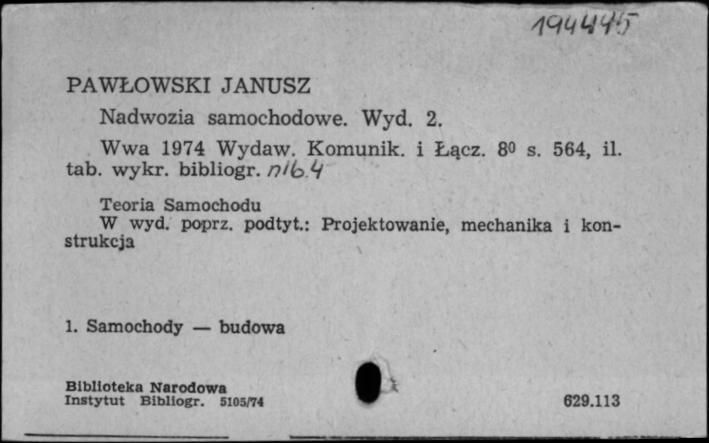 194445
PAWŁOWSKI JANUSZ
Nadwozia samochodowe. Wyd. 2.
Wwa 1974 Wydaw. Komunik. i Łącz. 8⁰ s. 564, il.
tab. wykr. bibliogr. nlb. 4
Teoria Samochodu
W wyd. poprz. podtyt.: Projektowanie, mechanika i kon-
strukcja
1. Samochody — budowa
Biblioteka Narodowa
Instytut Bibliogr. 5105/74
629.113